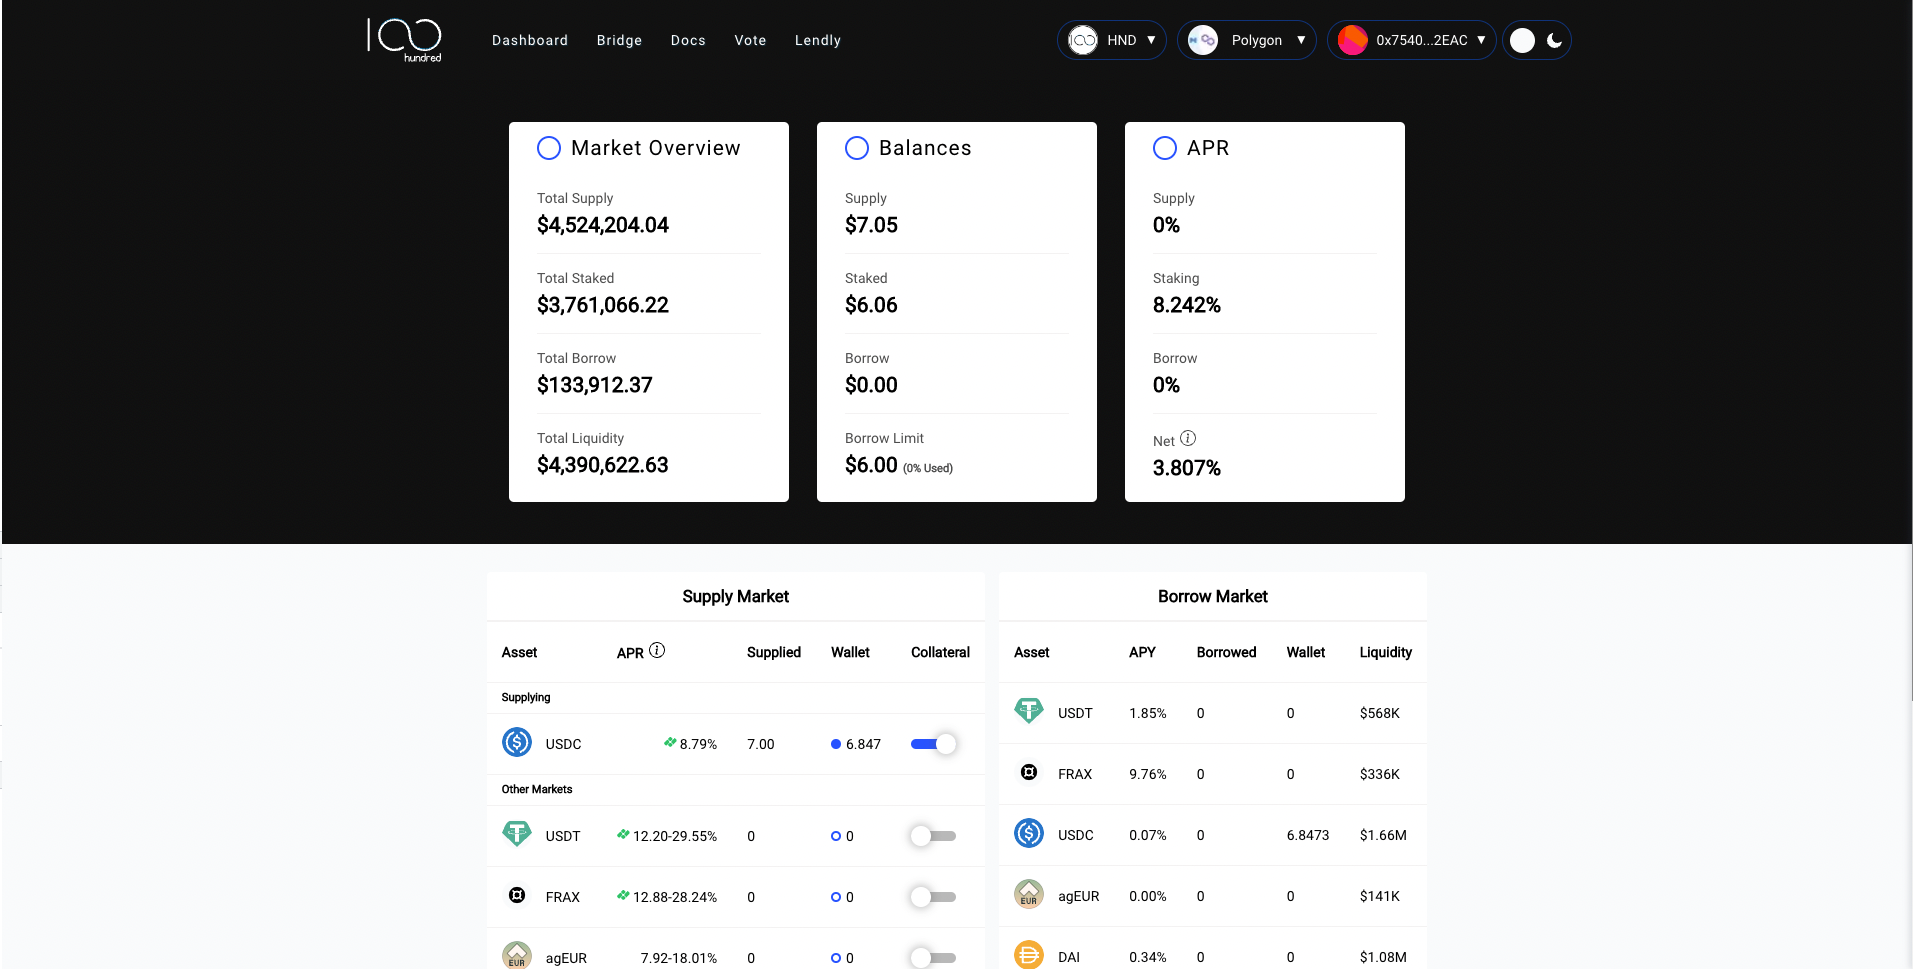 100 hundred
Dashboard Bridge Docs Vote Lendly
100 HND ▼ Polygon ▼ 0x7540...2EAC ▼
Market Overview
Total Supply
$4,524,204.04
Total Staked
$3,761,066.22
Total Borrow
$133,912.37
Total Liquidity
$4,390,622.63
Balances
Supply
$7.05
Staked
$6.06
Borrow
$0.00
Borrow Limit
$6.00 (0% Used)
APR
Supply
0%
Staking
8.242%
Borrow
0%
Net i
3.807%
Supply Market
Asset APR i Supplied Wallet Collateral
Supplying
USDC 8.79% 7.00 6.847
Other Markets
USDT 12.20-29.55% 0 0
FRAX 12.88-28.24% 0 0
EUR agEUR 7.92-18.01% 0 0
Borrow Market
Asset APY Borrowed Wallet Liquidity
USDT 1.85% 0 0 $568K
FRAX 9.76% 0 0 $336K
USDC 0.07% 0 6.8473 $1.66M
EUR agEUR 0.00% 0 0 $141K
DAI 0.34% 0 0 $1.08M